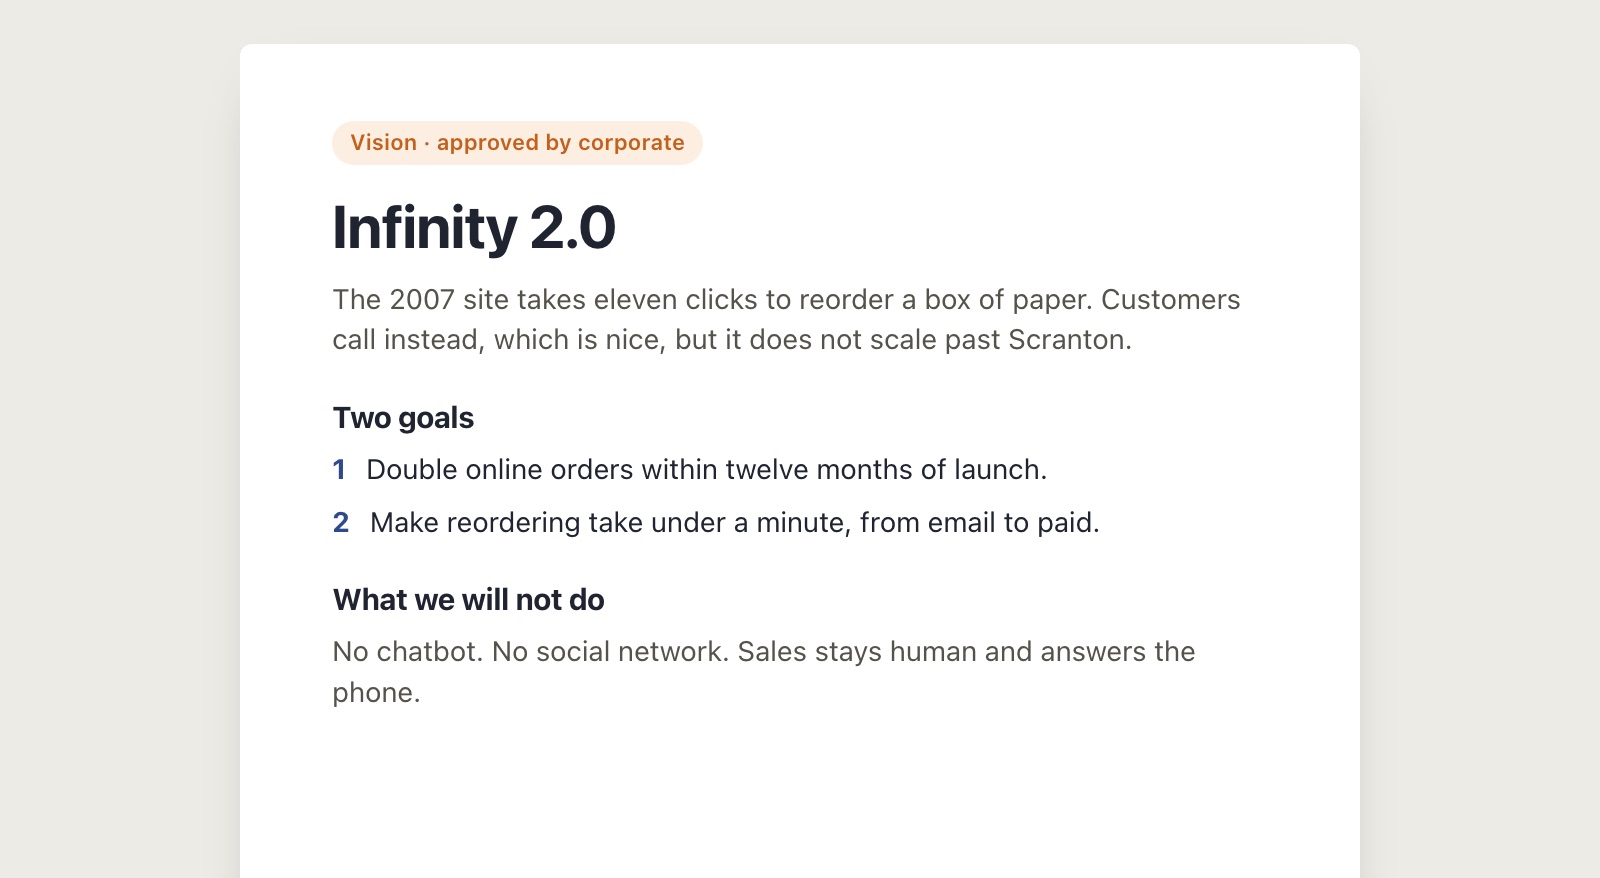 Vision · approved by corporate
Infinity 2.0
The 2007 site takes eleven clicks to reorder a box of paper. Customers
call instead, which is nice, but it does not scale past Scranton.
Two goals
1 Double online orders within twelve months of launch.
2 Make reordering take under a minute, from email to paid.
What we will not do
No chatbot. No social network. Sales stays human and answers the
phone.